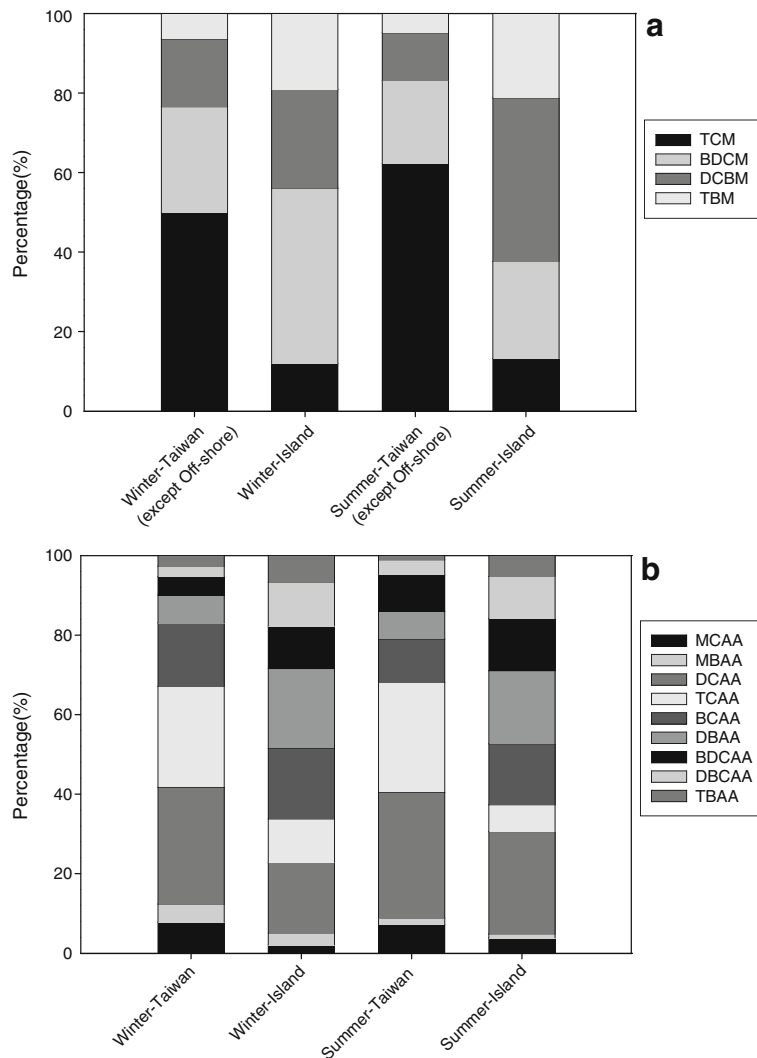 a
100
80
60
40
20
0
Percentage(%)
TCM
BDCM
DCBM
TBM
Winter-Taiwan
(except Off-shore)
Winter-Island
Summer-Taiwan
(except Off-shore)
Summer-Island
b
100
80
60
40
20
0
Percentage(%)
MCAA
MBAA
DCAA
TCAA
BCAA
DBAA
BDCAA
DBCAA
TBAA
Winter-Taiwan
Winter-Island
Summer-Taiwan
Summer-Island